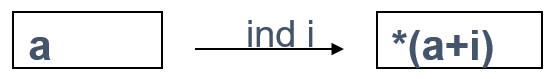 a ind i *(a+i)